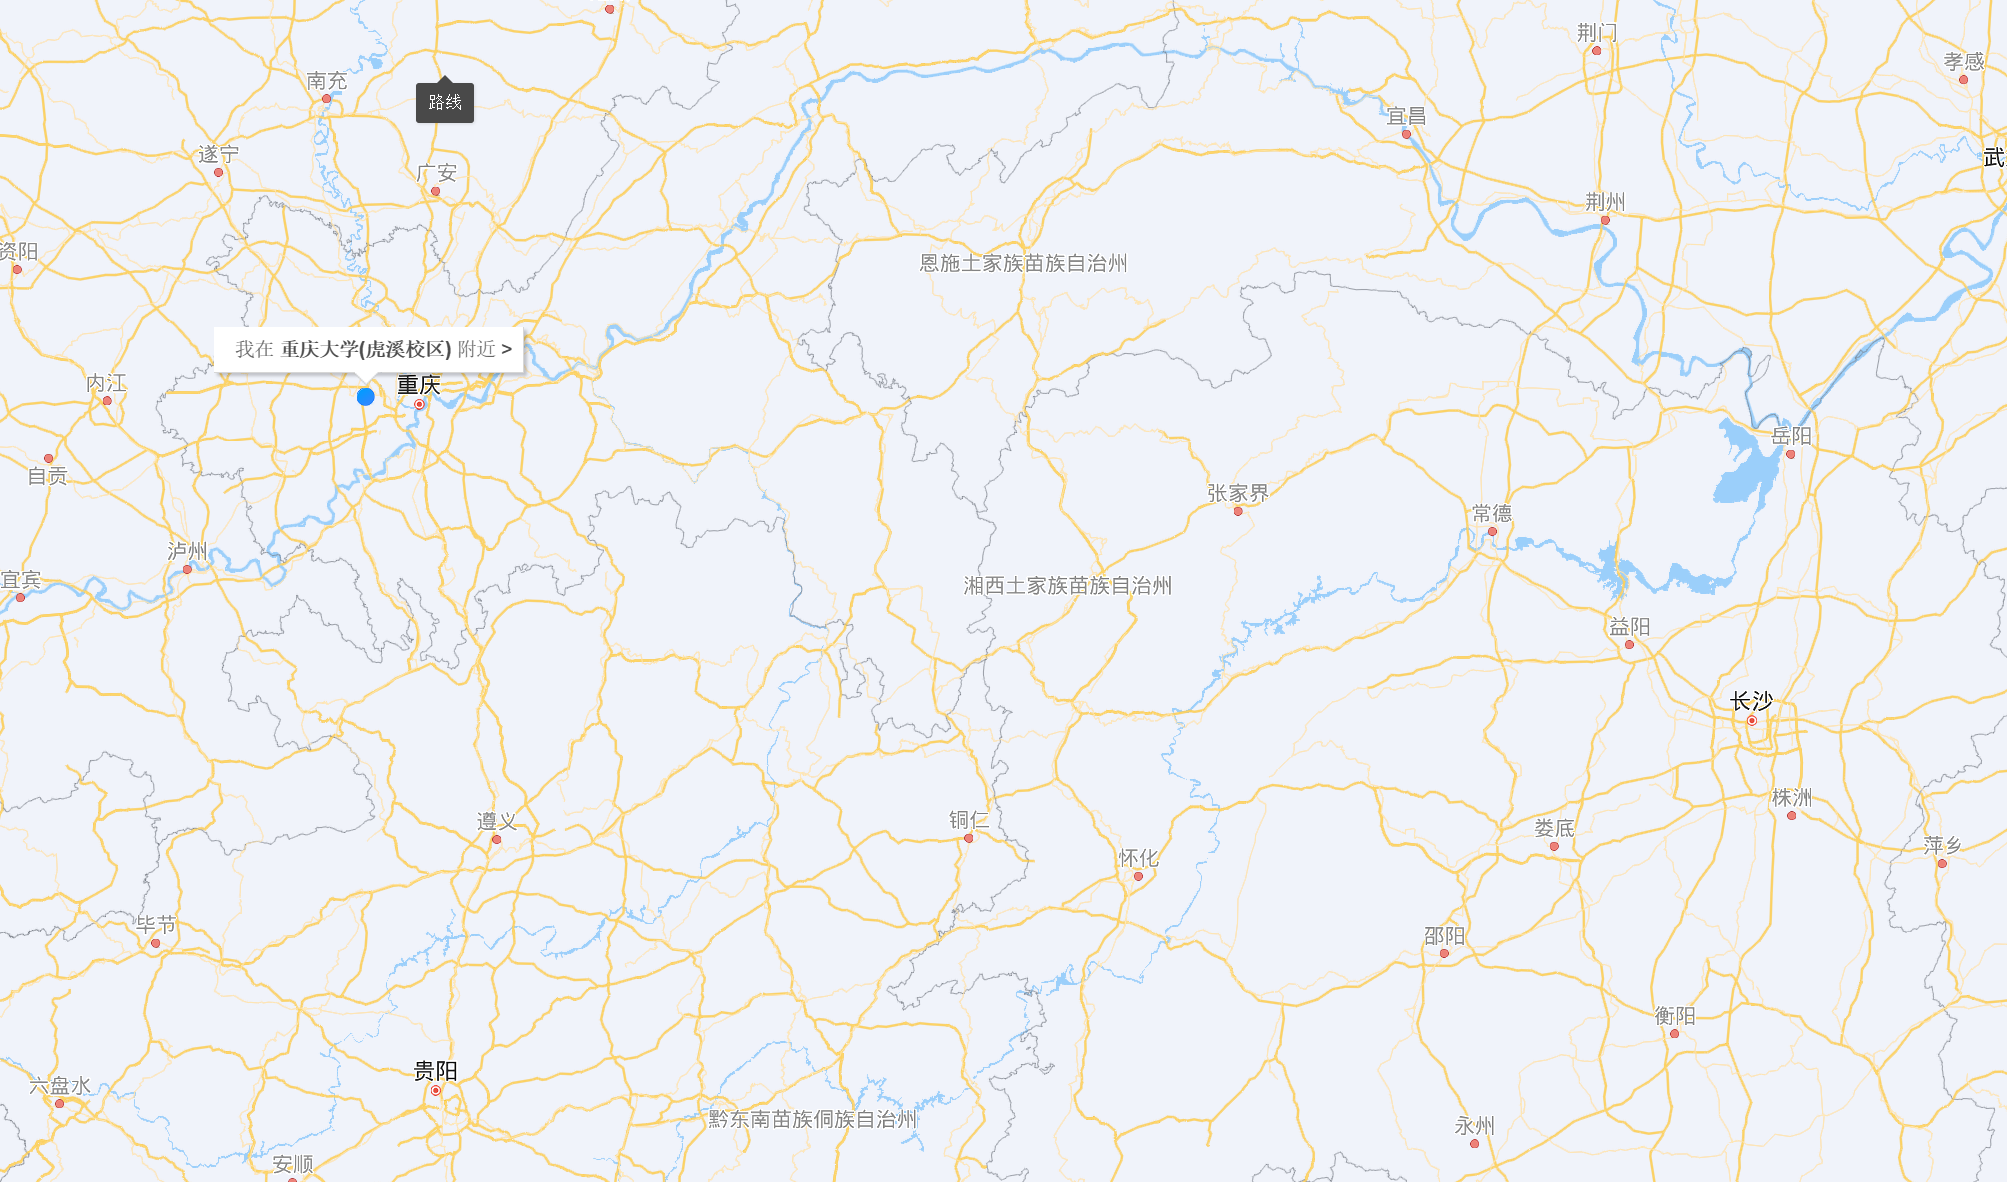 荆门
孝感
南充
路线
宜昌
遂宁
武
广安
荆州
资阳
恩施土家族苗族自治州
我在 重庆大学(虎溪校区) 附近 >
内江
重庆
岳阳
自贡
张家界
常德
泸州
宜宾
湘西土家族苗族自治州
益阳
长沙
株洲
遵义
铜仁
娄底
萍乡
怀化
毕节
邵阳
衡阳
贵阳
六盘水
黔东南苗族侗族自治州
永州
安顺